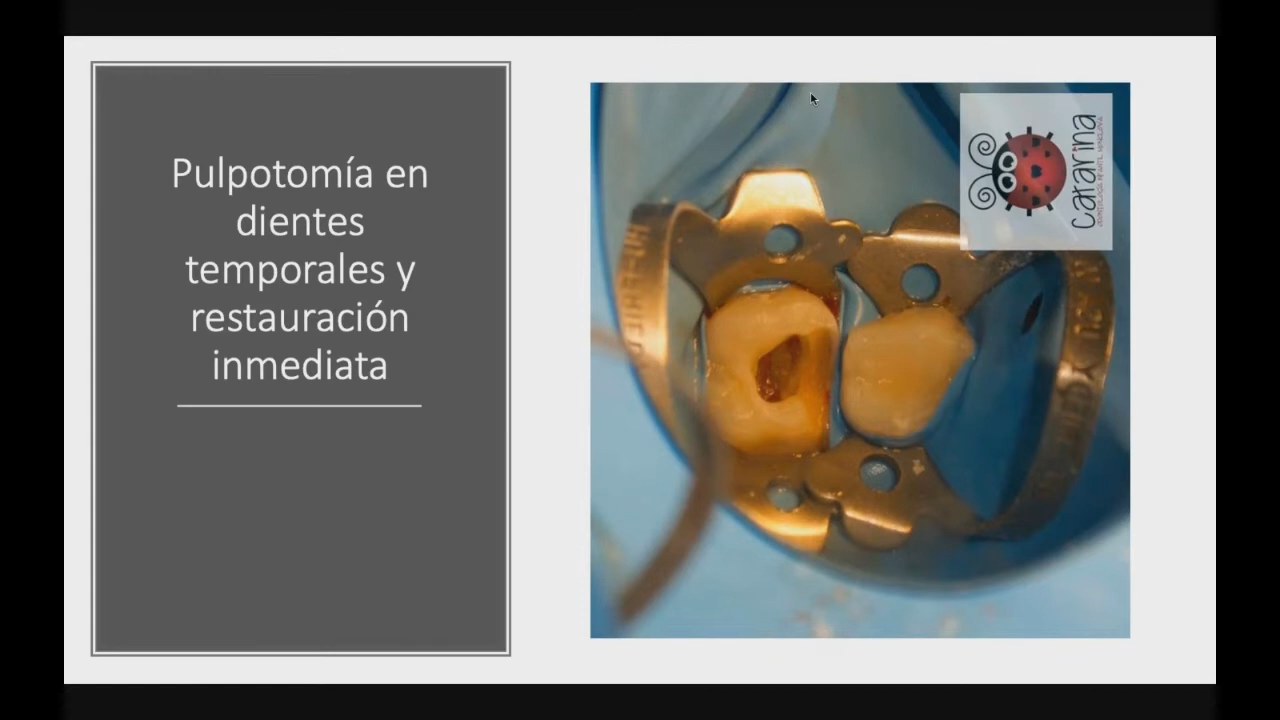 Pulpotomía en
dientes
temporales y
restauración
inmediata
Catarina